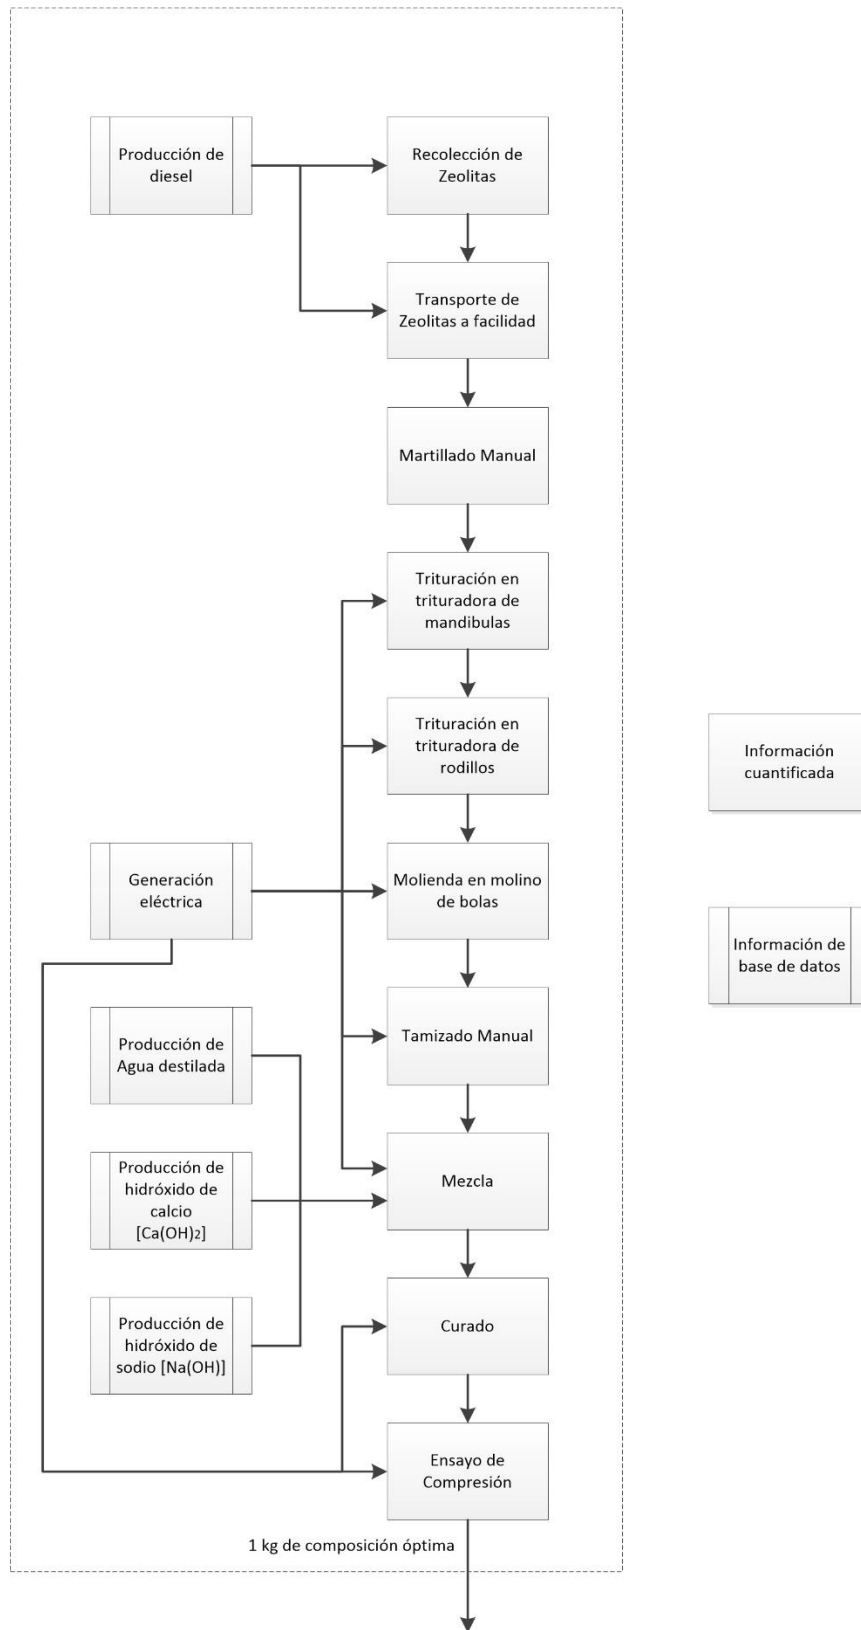 Producción de
diesel
Recolección de
Zeolitas
Transporte de
Zeolitas a facilidad
Martillado Manual
Trituración en
trituradora de
mandibulas
Trituración en
trituradora de
rodillos
Información
cuantificada
Generación
eléctrica
Molienda en molino
de bolas
Información de
base de datos
Producción de
Agua destilada
Tamizado Manual
Producción de
hidróxido de
calcio
[Ca(OH)2]
Mezcla
Producción de
hidróxido de
sodio [Na(OH)]
Curado
Ensayo de
Compresión
1 kg de composición óptima